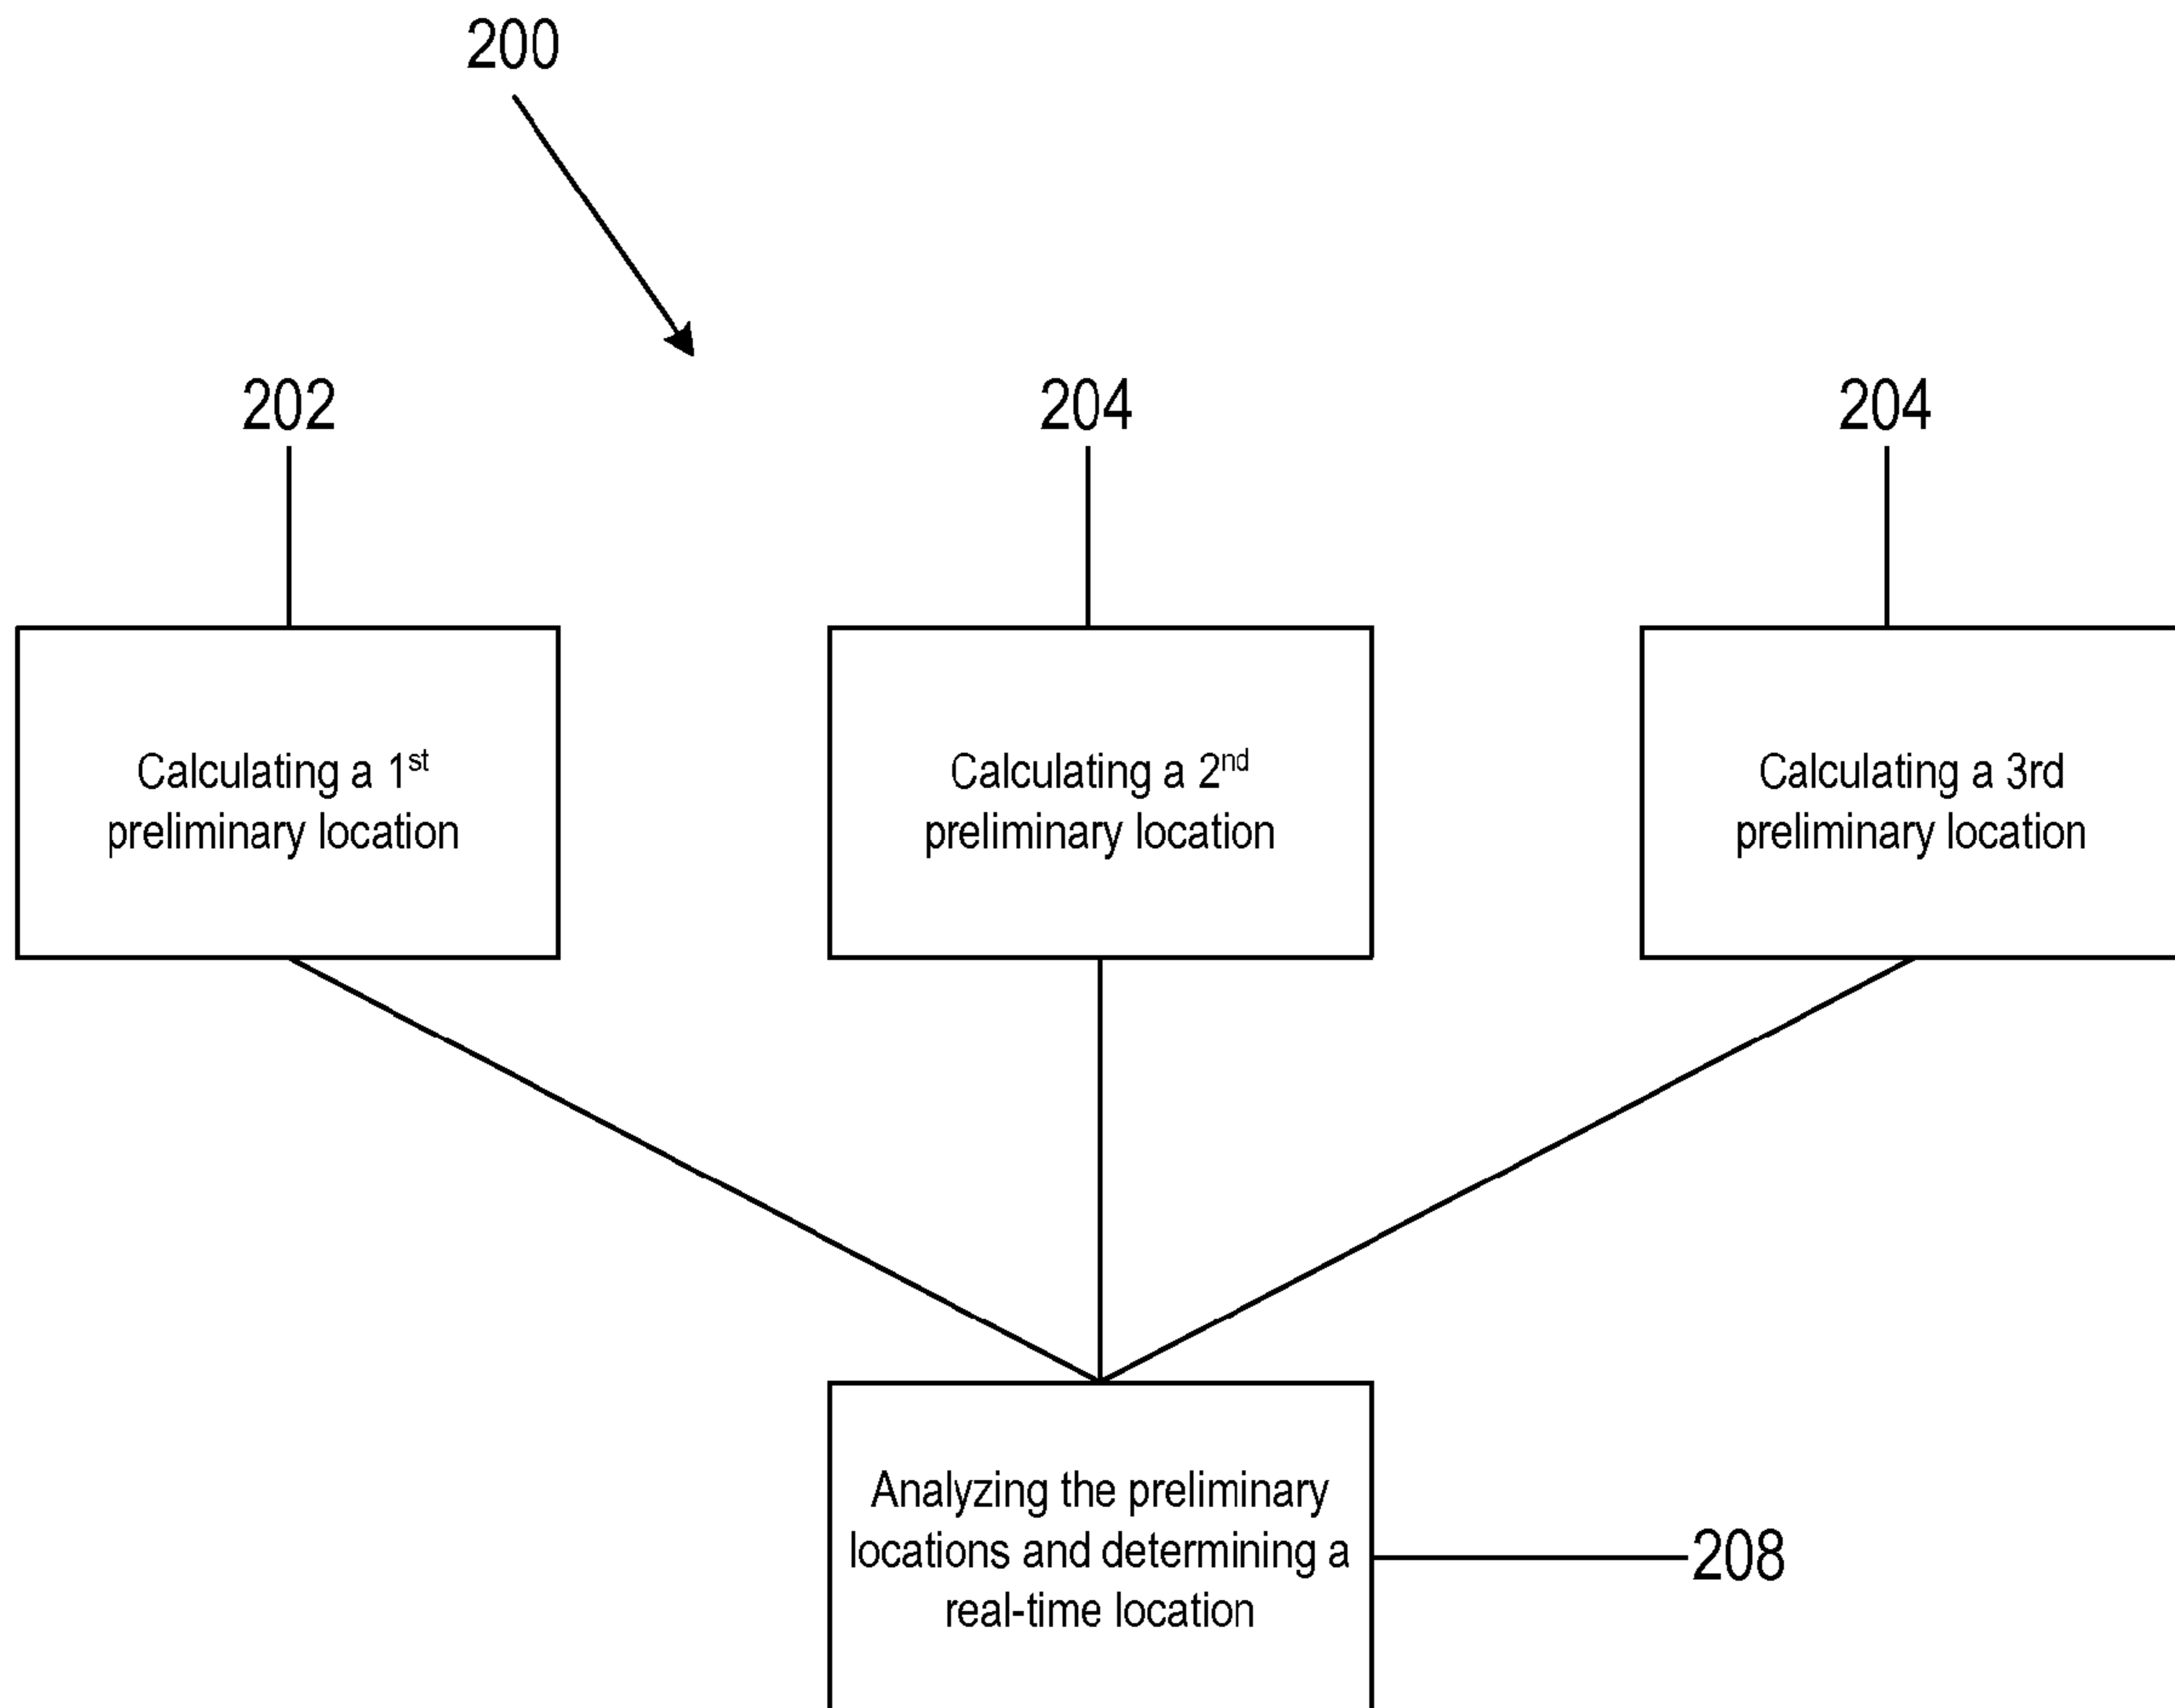 200
202
204
204
Calculating a 1st
preliminary location
Calculating a 2nd
preliminary location
Calculating a 3rd
preliminary location
Analyzing the preliminary
locations and determining a
real-time location
208